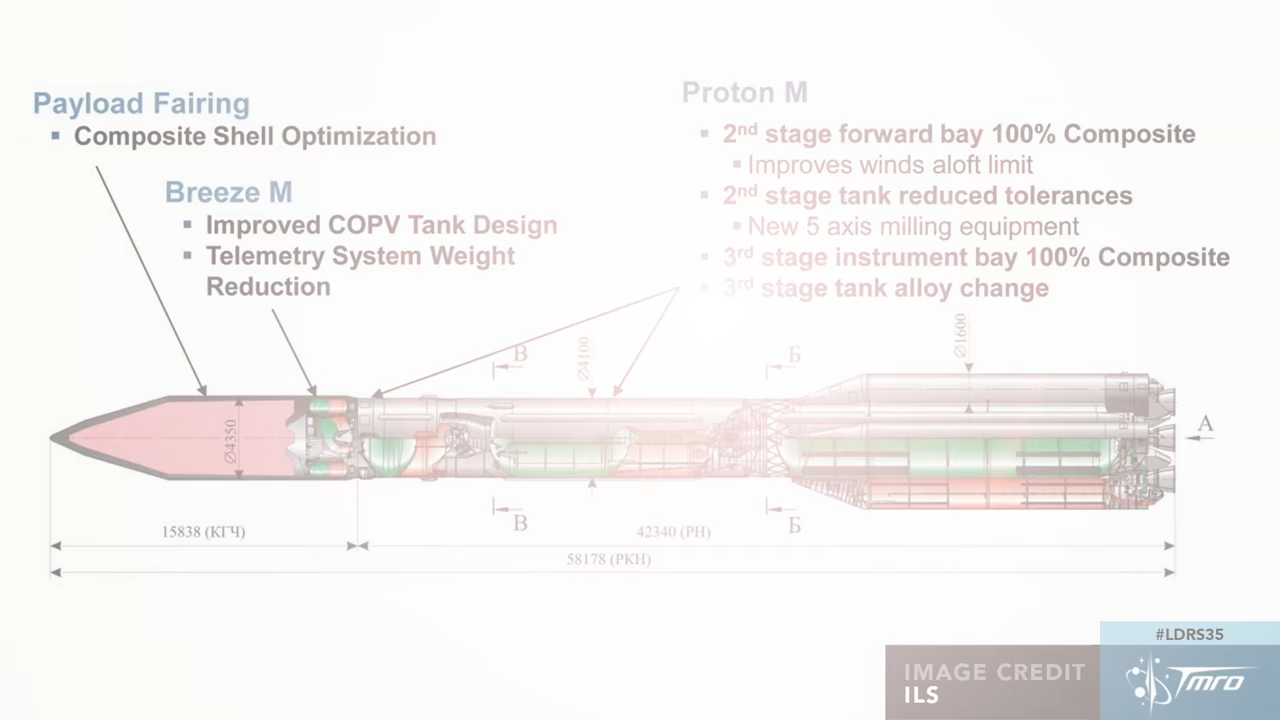 Payload Fairing
▪ Composite Shell Optimization
Breeze M
▪ Improved COPV Tank Design
▪ Telemetry System Weight
Reduction
Proton M
▪ 2nd stage forward bay 100% Composite
▪ Improves winds aloft limit
▪ 2nd stage tank reduced tolerances
▪ New 5 axis milling equipment
▪ 3rd stage instrument bay 100% Composite
▪ 3rd stage tank alloy change
B
Ø4100
Б
Ø1600
Ø4350
A
B
Б
15838 (КГЧ)
42340 (РН)
58178 (РКН)
#LDRS35
IMAGE CREDIT
ILS
TMRO